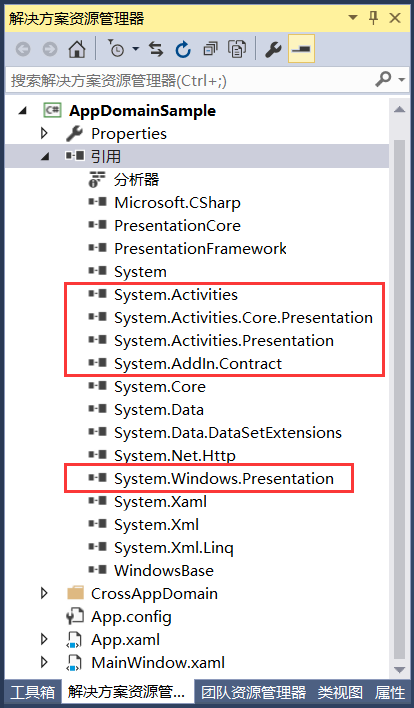 解决方案资源管理器
搜索解决方案资源管理器(Ctrl+;)
C# AppDomainSample
Properties
引用
分析器
Microsoft.CSharp
PresentationCore
PresentationFramework
System
System.Activities
System.Activities.Core.Presentation
System.Activities.Presentation
System.AddIn.Contract
System.Core
System.Data
System.Data.DataSetExtensions
System.Net.Http
System.Windows.Presentation
System.Xaml
System.Xml
System.Xml.Linq
WindowsBase
CrossAppDomain
App.config
App.xaml
MainWindow.xaml
工具箱 解决方案资源管... 团队资源管理器 类视图 属性